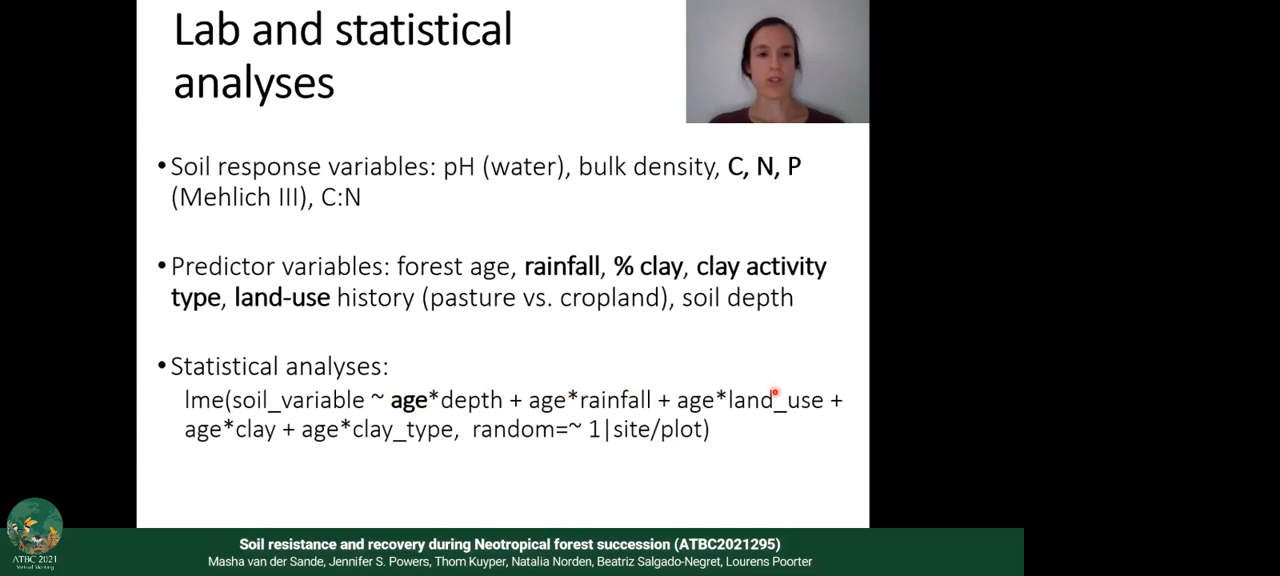 Lab and statistical
analyses
•Soil response variables: pH (water), bulk density, C, N, P
(Mehlich III), C:N
•Predictor variables: forest age, rainfall, % clay, clay activity
type, land-use history (pasture vs. cropland), soil depth
•Statistical analyses:
lme(soil_variable ~ age*depth + age*rainfall + age*land_use +
age*clay + age*clay_type, random=~ 1|site/plot)
Soil resistance and recovery during Neotropical forest succession (ATBC2021295)
Masha van der Sande, Jennifer S. Powers, Thom Kuyper, Natalia Norden, Beatriz Salgado-Negret, Lourens Poorter
ATBC 2021
Virtual Meeting